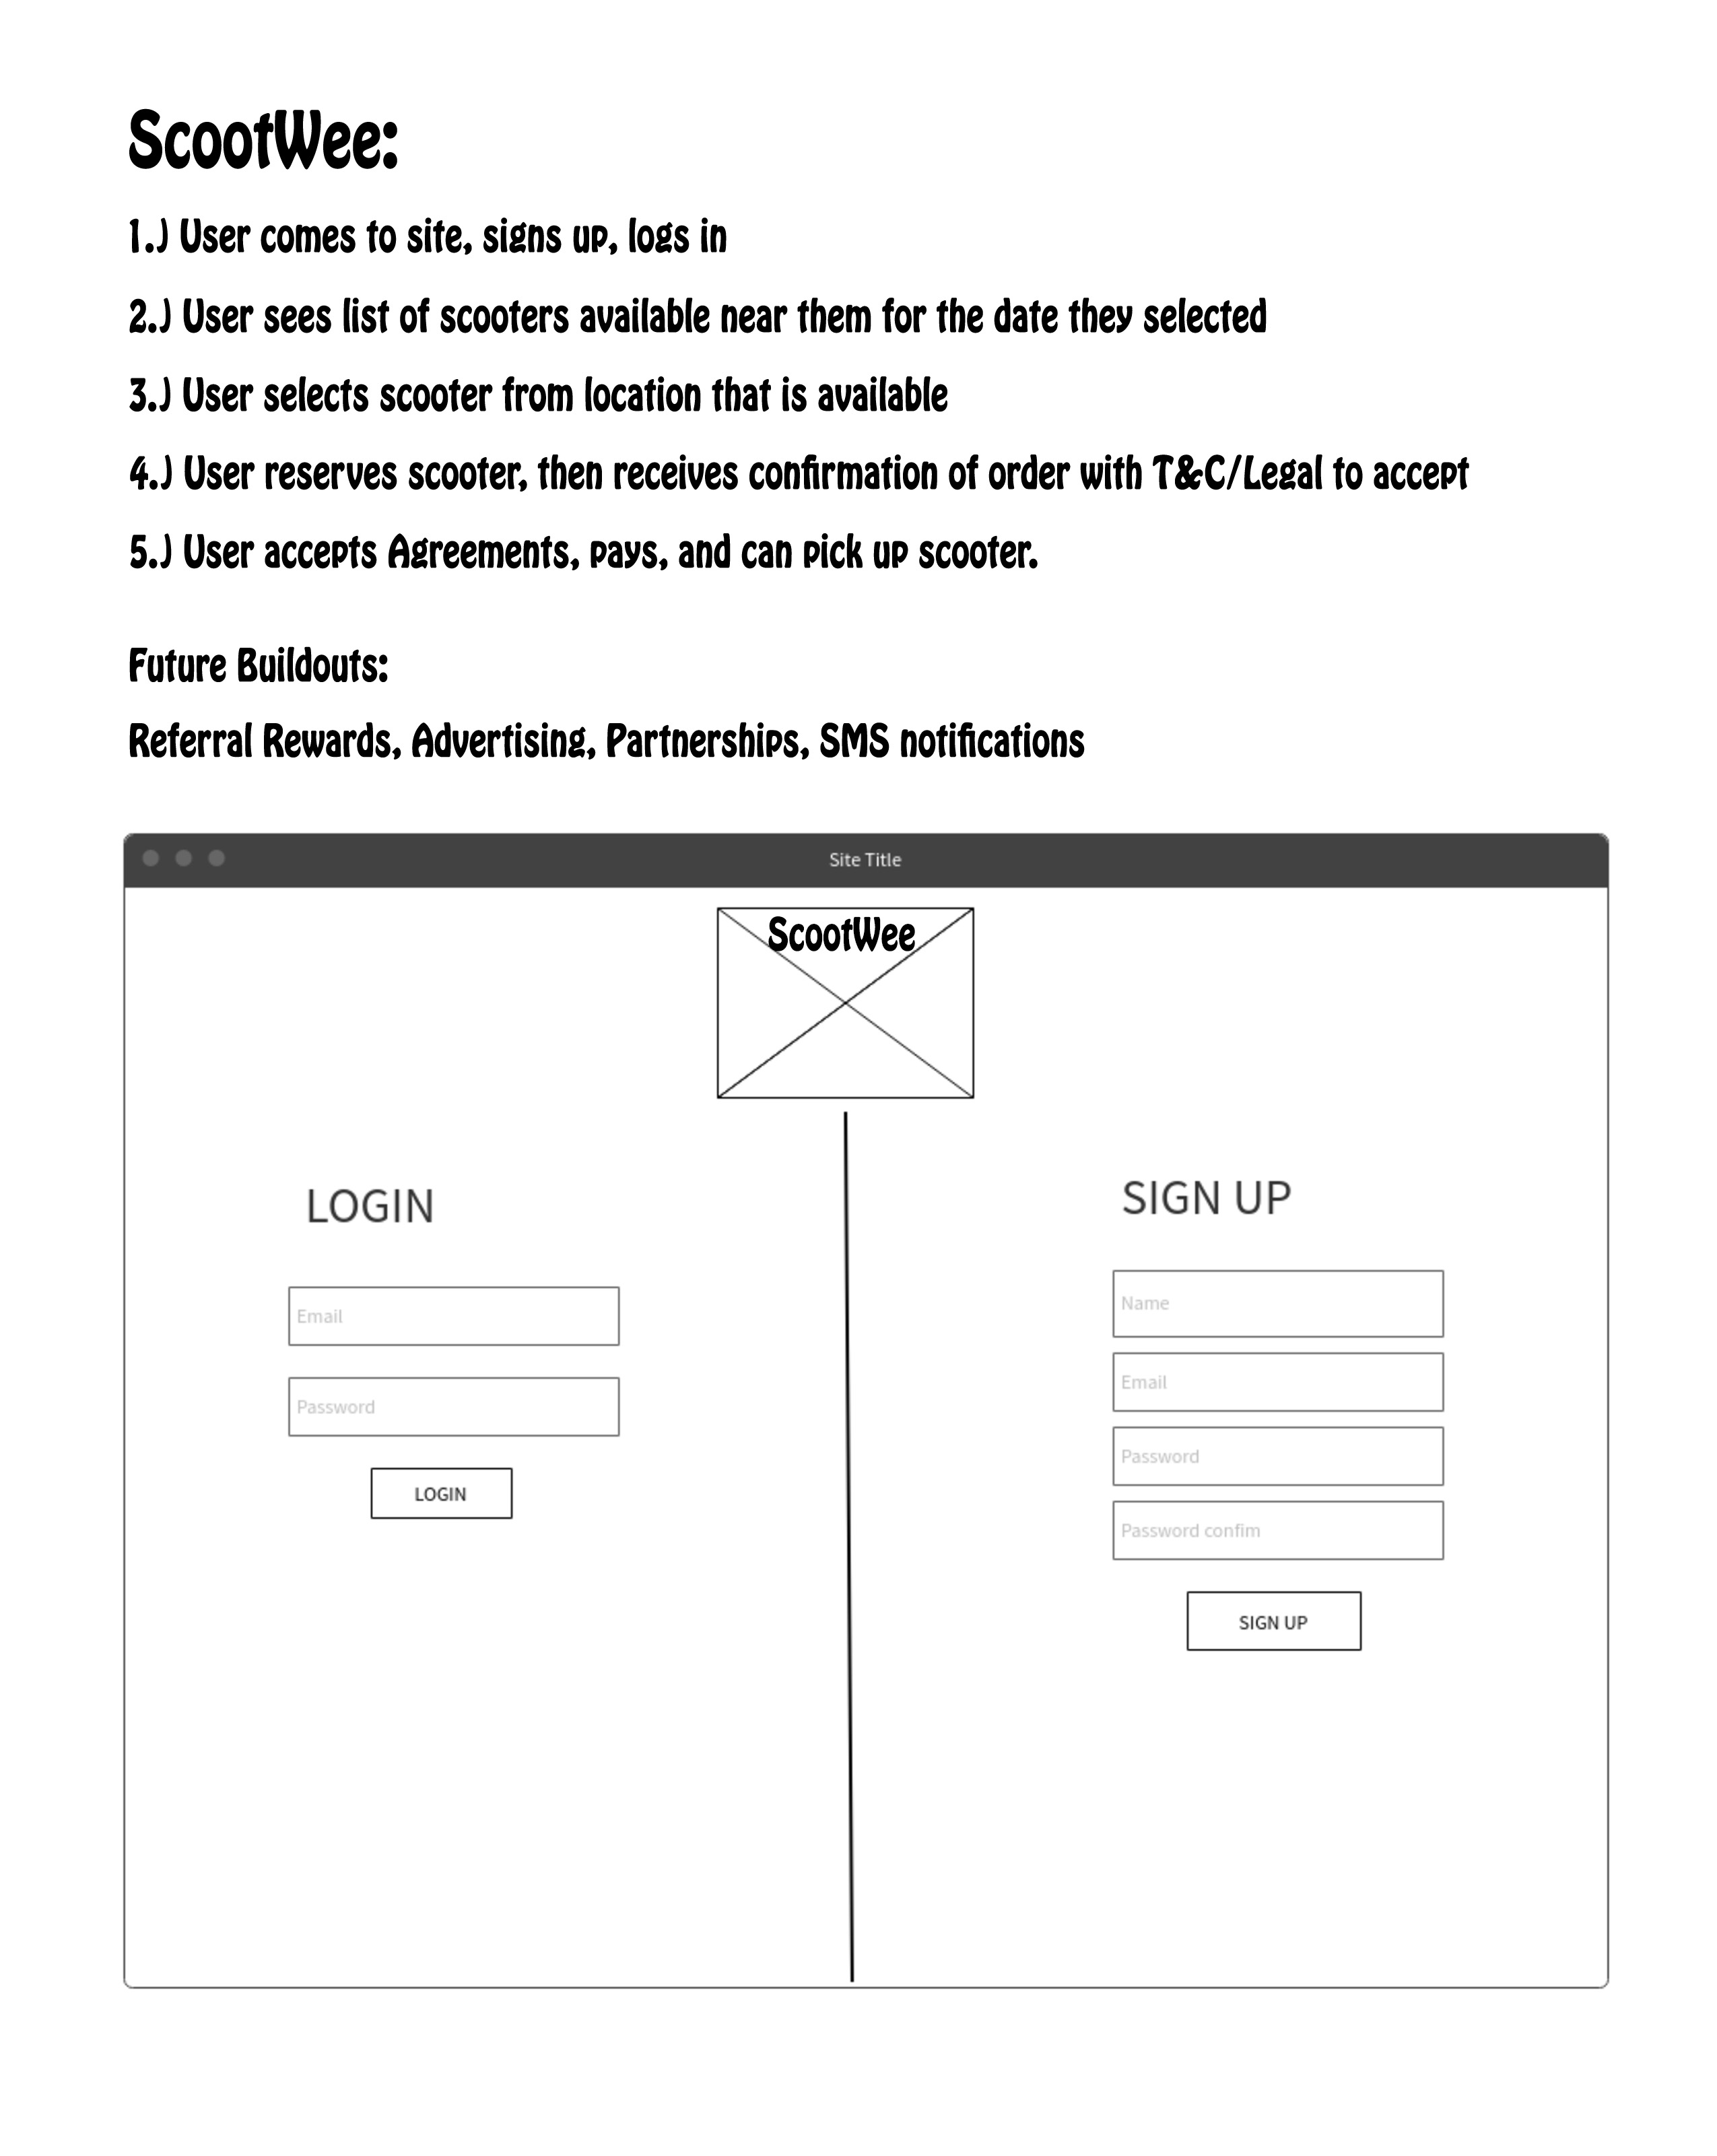 ScootWee:
1.) User comes to site, signs up, logs in
2.) User sees list of scooters available near them for the date they selected
3.) User selects scooter from location that is available
4.) User reserves scooter, then receives confirmation of order with T&C/Legal to accept
5.) User accepts Agreements, pays, and can pick up scooter.
Future Buildouts:
Referral Rewards, Advertising, Partnerships, SMS notifications
Site Title
ScootWee
LOGIN
Email
Password
LOGIN
SIGN UP
Name
Email
Password
Password confim
SIGN UP